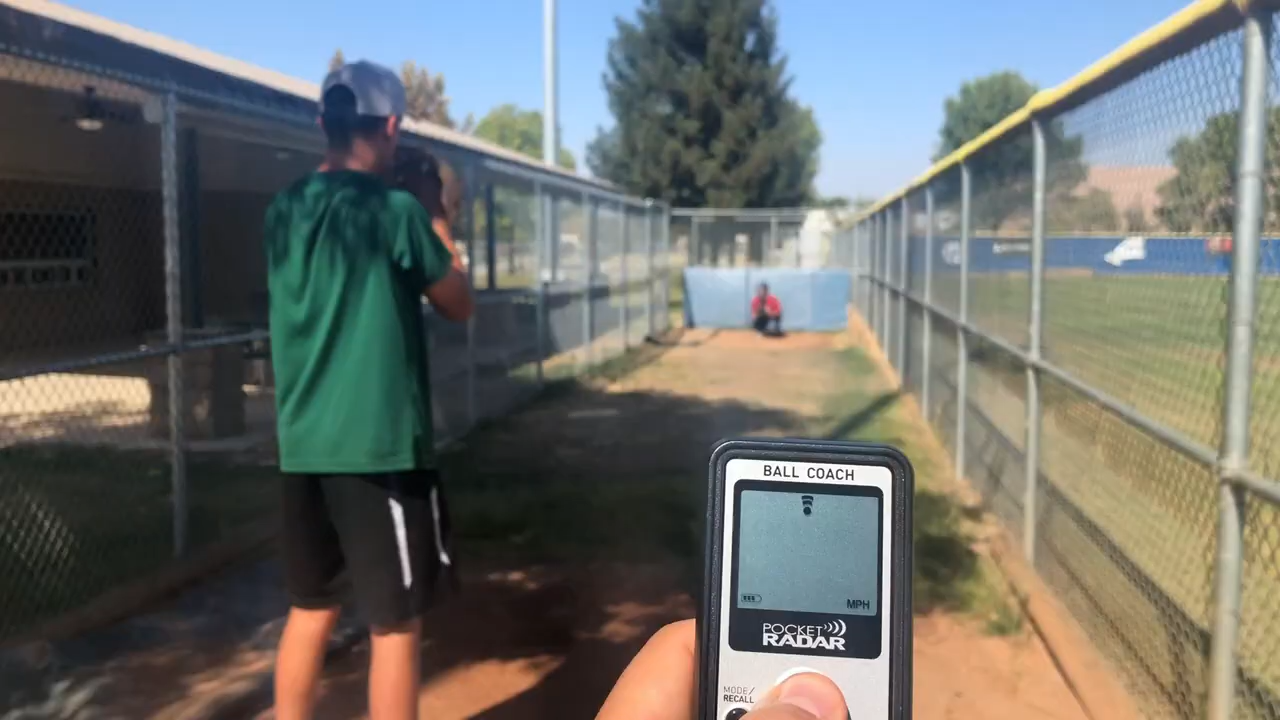 BALL COACH
MPH
POCKET
RADAR
MODE/
RECALL